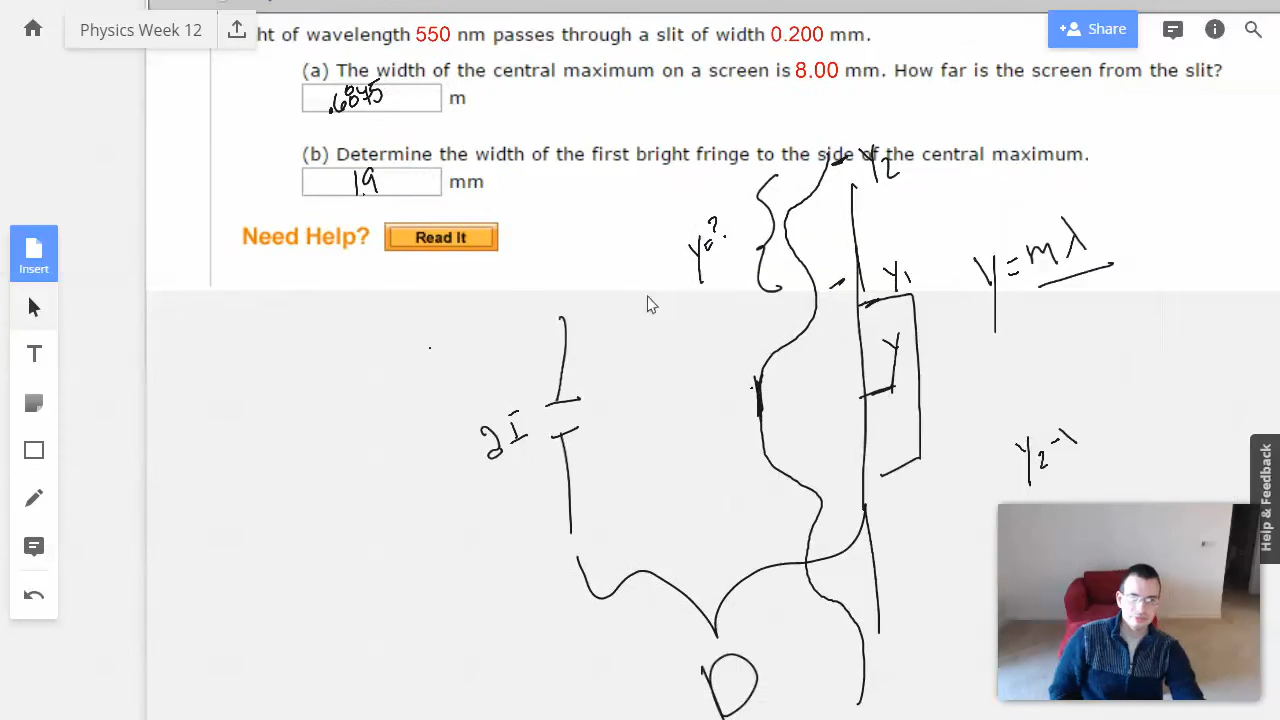 Physics Week 12
Share
ht of wavelength 550 nm passes through a slit of width 0.200 mm.
(a) The width of the central maximum on a screen is 8.00 mm. How far is the screen from the slit?
m
(b) Determine the width of the first bright fringe to the side of the central maximum.
19 mm
Need Help? Read It
Insert
T
Y2
y=?
Y1
y = mλ
Y
2I
Y2-λ
D
Help & Feedback